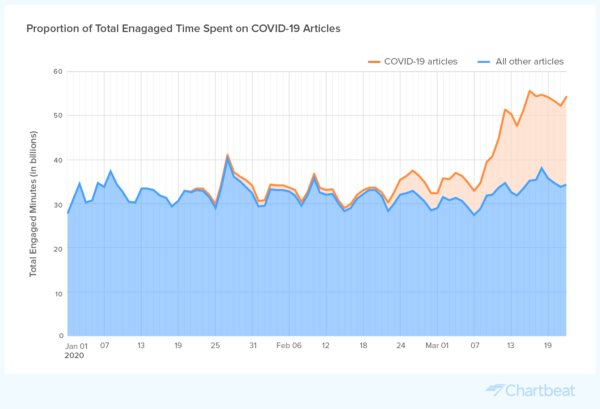 Proportion of Total Enagaged Time Spent on COVID-19 Articles
COVID-19 articles
All other articles
Total Engaged Minutes (in billions)
60
50
40
30
20
10
0
Jan 01 07 13 19 25 31 Feb 06 12 18 24 Mar 01 07 13 19
2020
Chartbeat